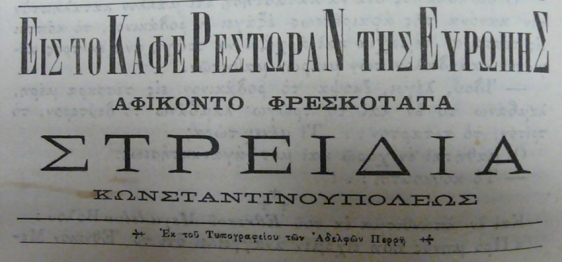 ΕΙΣ ΤΟ ΚΑΦΕ ΡΕΣΤΩΡΑΝ ΤΗΣ ΕΥΡΩΠΗΣ
ΑΦΙΚΟΝΤΟ ΦΡΕΣΚΟΤΑΤΑ
ΣΤΡΕΙΔΙΑ
ΚΩΝΣΤΑΝΤΙΝΟΥΠΟΛΕΩΣ
Ἐκ τοῦ Τυπογραφείου τῶν Ἀδελφῶν Περρῆ